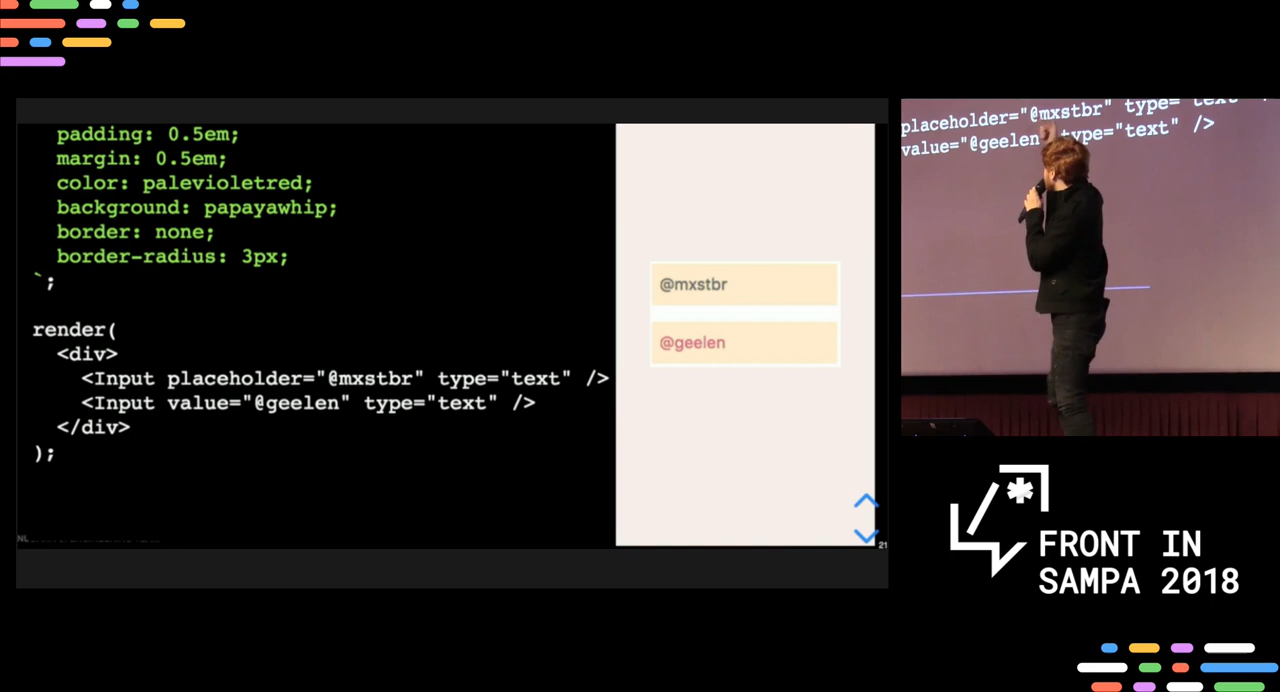 padding: 0.5em;
margin: 0.5em;
color: palevioletred;
background: papayawhip;
border: none;
border-radius: 3px;
`;
render(
<div>
<Input placeholder="@mxstbr" type="text" />
<Input value="@geelen" type="text" />
</div>
);
@mxstbr
@geelen
21
placeholder="@mxstbr" type="text"
value="@geelen" type="text" />
FRONT IN
SAMPA 2018